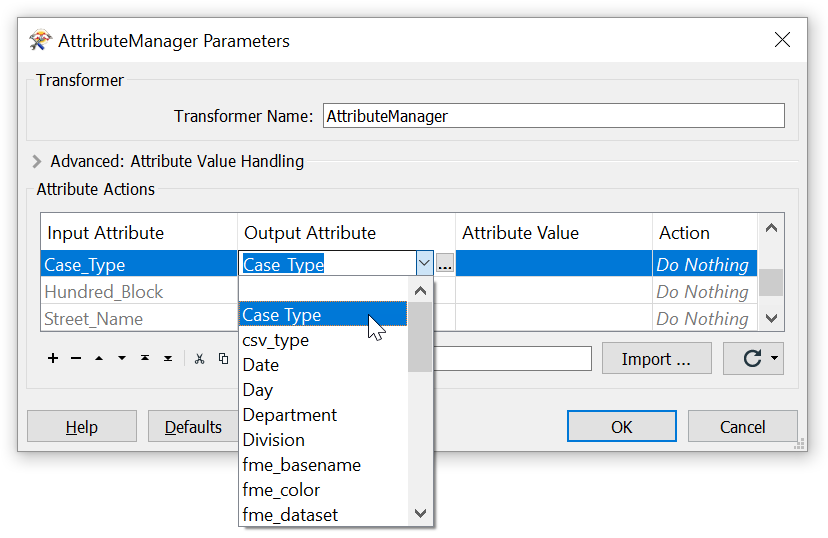 AttributeManager Parameters
Transformer
Transformer Name: AttributeManager
Advanced: Attribute Value Handling
Attribute Actions
Input Attribute Output Attribute Attribute Value Action
Case_Type Case Type ... Do Nothing
Hundred_Block Do Nothing
Street_Name Do Nothing
Case Type
csv_type
Date
Day
Department
Division
fme_basename
fme_color
fme_dataset
Import ...
Help Defaults OK Cancel